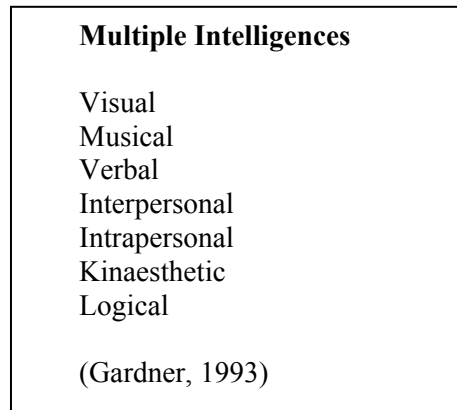 Multiple Intelligences
Visual
Musical
Verbal
Interpersonal
Intrapersonal
Kinaesthetic
Logical
(Gardner, 1993)